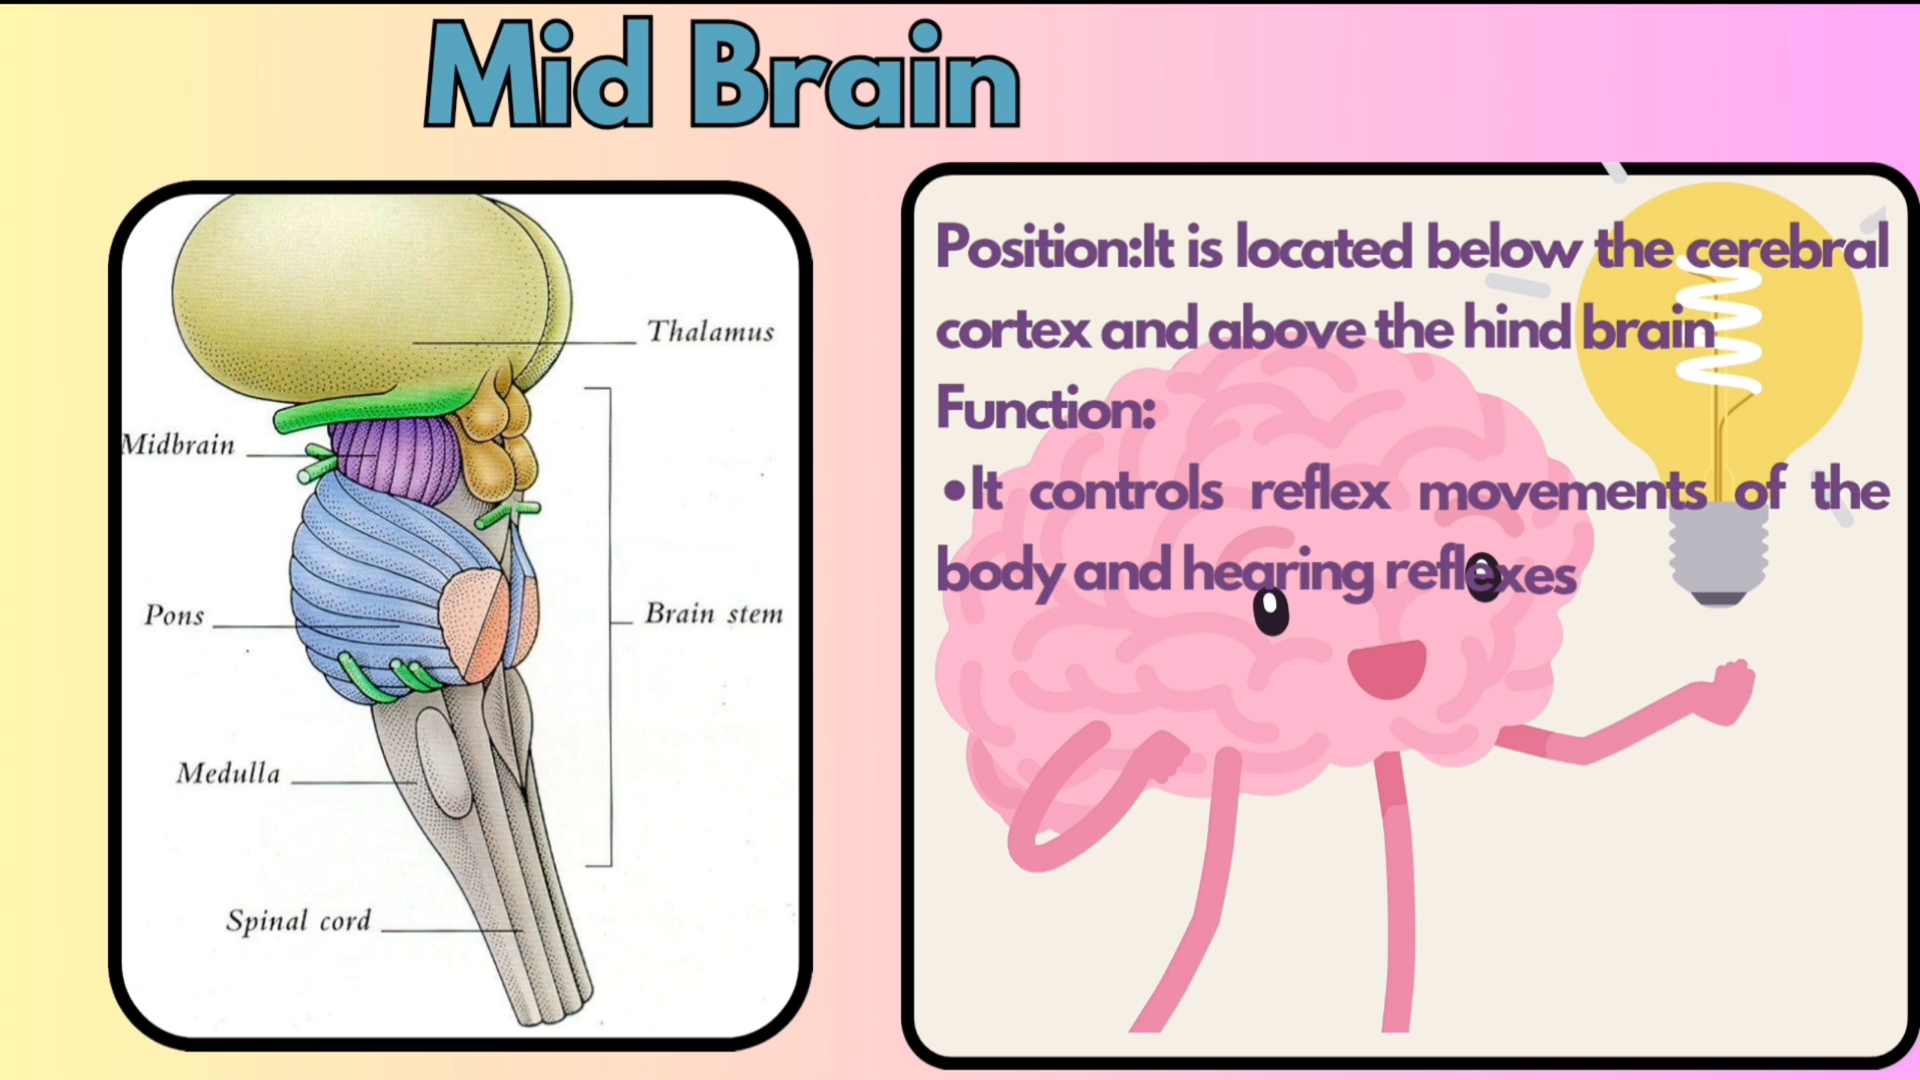 Mid Brain
Thalamus
Midbrain
Pons
Brain stem
Medulla
Spinal cord
Position:It is located below the cerebral
cortex and above the hind brain
Function:
•It controls reflex movements of the
body and hearing reflexes